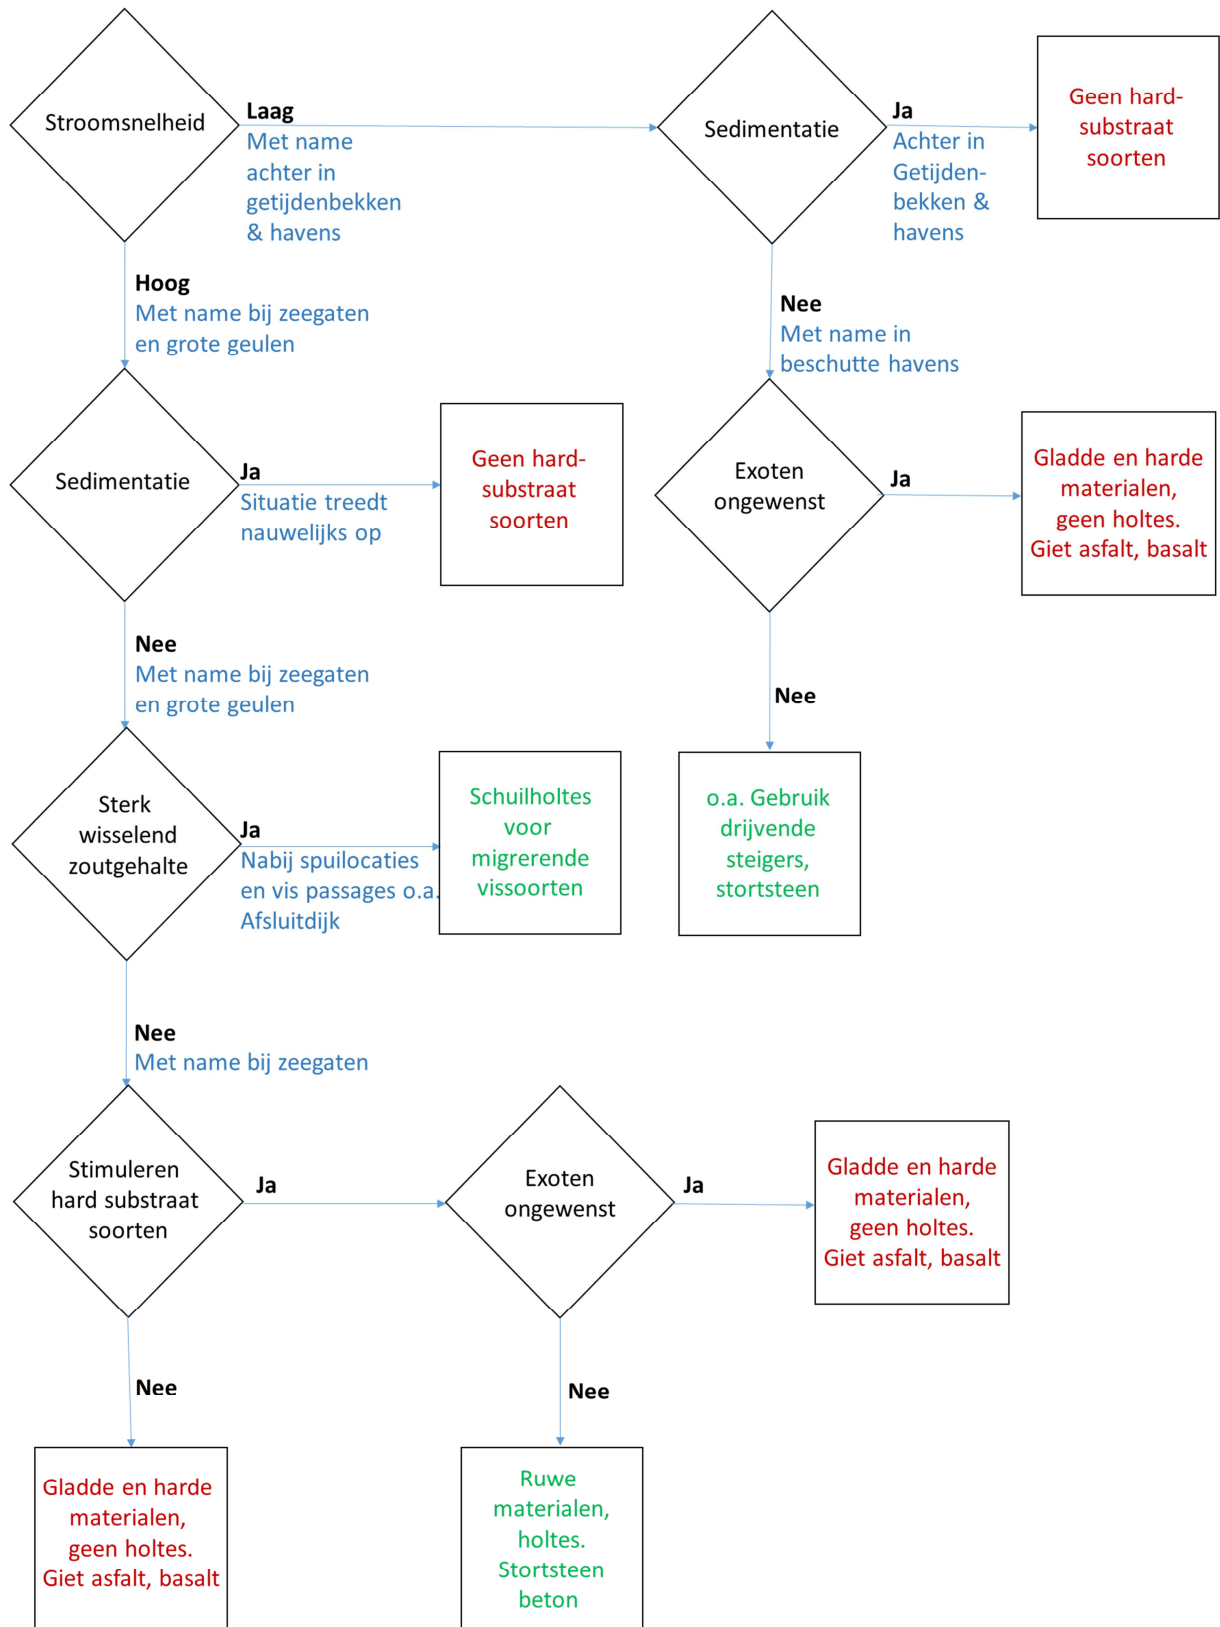 Stroomsnelheid
Laag
Met name
achter in
getijdenbekken
& havens
Sedimentatie
Ja
Achter in
Getijden-
bekken &
havens
Geen hard-
substraat
soorten
Hoog
Met name bij zeegaten
en grote geulen
Nee
Met name in
beschutte havens
Sedimentatie
Ja
Situatie treedt
nauwelijks op
Geen hard-
substraat
soorten
Exoten
ongewenst
Ja
Gladde en harde
materialen,
geen holtes.
Giet asfalt, basalt
Nee
Met name bij zeegaten
en grote geulen
Nee
Sterk
wisselend
zoutgehalte
Ja
Nabij spuilocaties
en vis passages o.a.
Afsluitdijk
Schuilholtes
voor
migrerende
vissoorten
o.a. Gebruik
drijvende
steigers,
stortsteen
Nee
Met name bij zeegaten
Stimuleren
hard substraat
soorten
Ja
Exoten
ongewenst
Ja
Gladde en harde
materialen,
geen holtes.
Giet asfalt, basalt
Nee
Nee
Gladde en harde
materialen,
geen holtes.
Giet asfalt, basalt
Ruwe
materialen,
holtes.
Stortsteen
beton